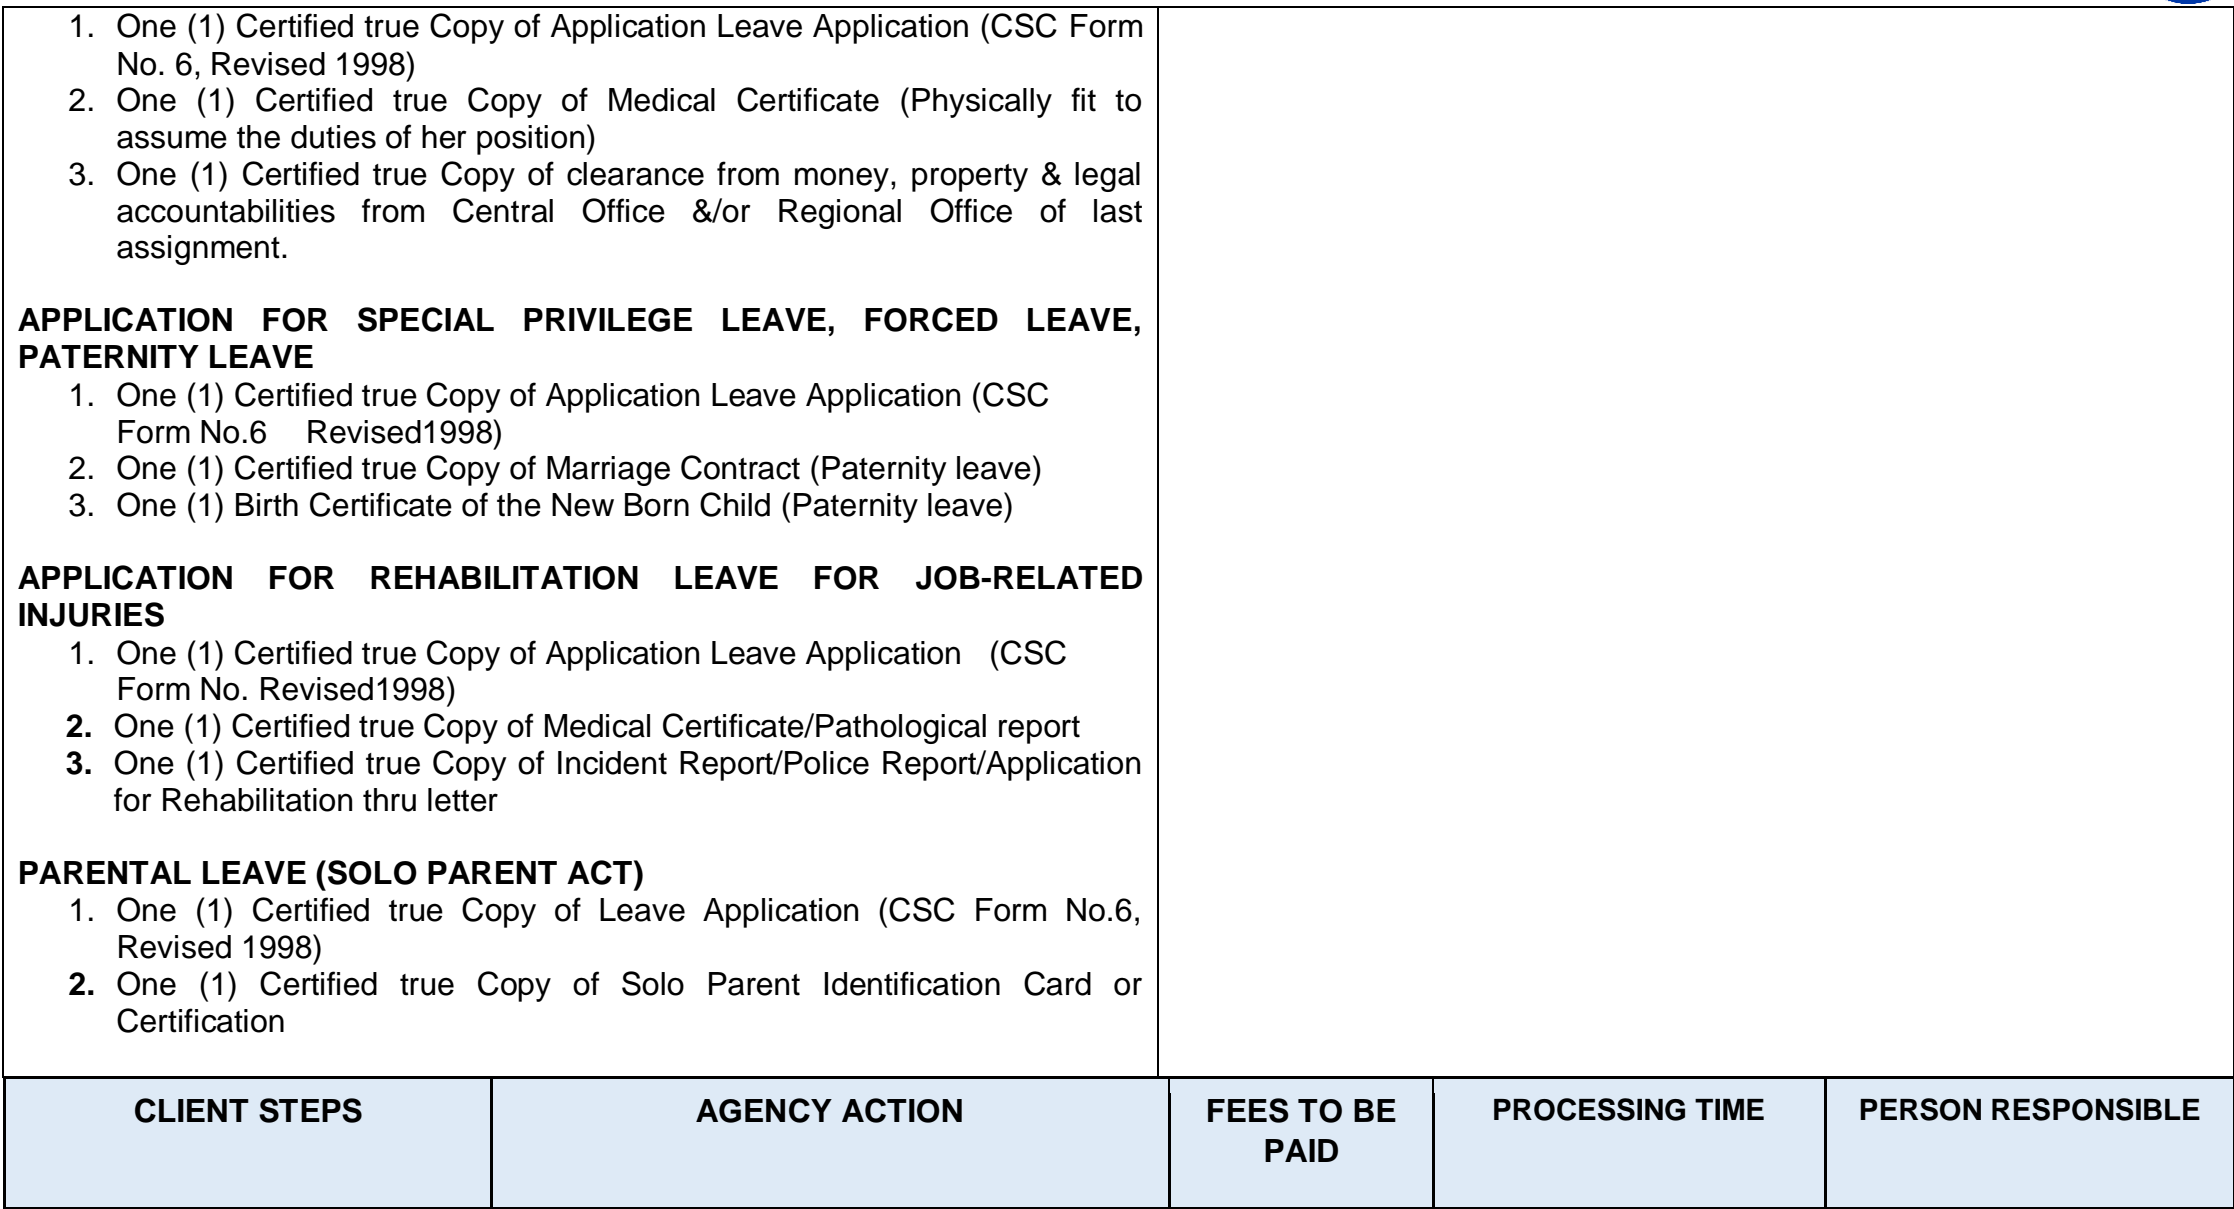 1. One (1) Certified true Copy of Application Leave Application (CSC Form
No. 6, Revised 1998)
2. One (1) Certified true Copy of Medical Certificate (Physically fit to
assume the duties of her position)
3. One (1) Certified true Copy of clearance from money, property & legal
accountabilities from Central Office &/or Regional Office of last
assignment.
APPLICATION FOR SPECIAL PRIVILEGE LEAVE, FORCED LEAVE,
PATERNITY LEAVE
1. One (1) Certified true Copy of Application Leave Application (CSC
Form No.6 Revised1998)
2. One (1) Certified true Copy of Marriage Contract (Paternity leave)
3. One (1) Birth Certificate of the New Born Child (Paternity leave)
APPLICATION FOR REHABILITATION LEAVE FOR JOB-RELATED
INJURIES
1. One (1) Certified true Copy of Application Leave Application (CSC
Form No. Revised1998)
2. One (1) Certified true Copy of Medical Certificate/Pathological report
3. One (1) Certified true Copy of Incident Report/Police Report/Application
for Rehabilitation thru letter
PARENTAL LEAVE (SOLO PARENT ACT)
1. One (1) Certified true Copy of Leave Application (CSC Form No.6,
Revised 1998)
2. One (1) Certified true Copy of Solo Parent Identification Card or
Certification
CLIENT STEPS
AGENCY ACTION
FEES TO BE
PAID
PROCESSING TIME
PERSON RESPONSIBLE